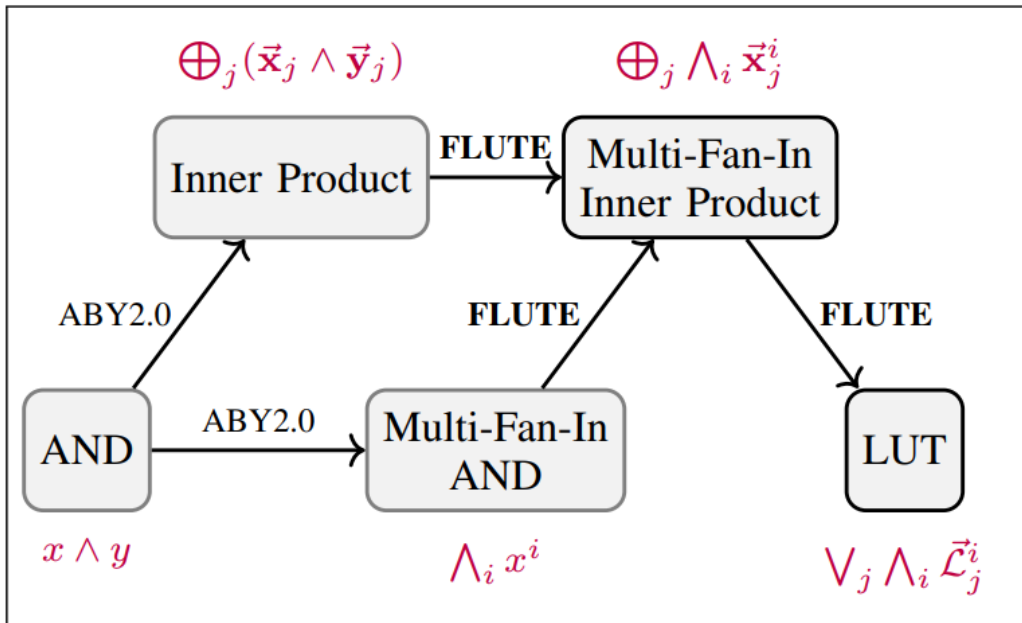 ⊕_j(x⃗_j ∧ y⃗_j)
⊕_j ⋀_i x⃗_j^i
Inner Product
FLUTE
Multi-Fan-In
Inner Product
ABY2.0
FLUTE
FLUTE
AND
ABY2.0
Multi-Fan-In
AND
LUT
x ∧ y
⋀_i x^i
⋁_j ⋀_i ℒ⃗_j^i